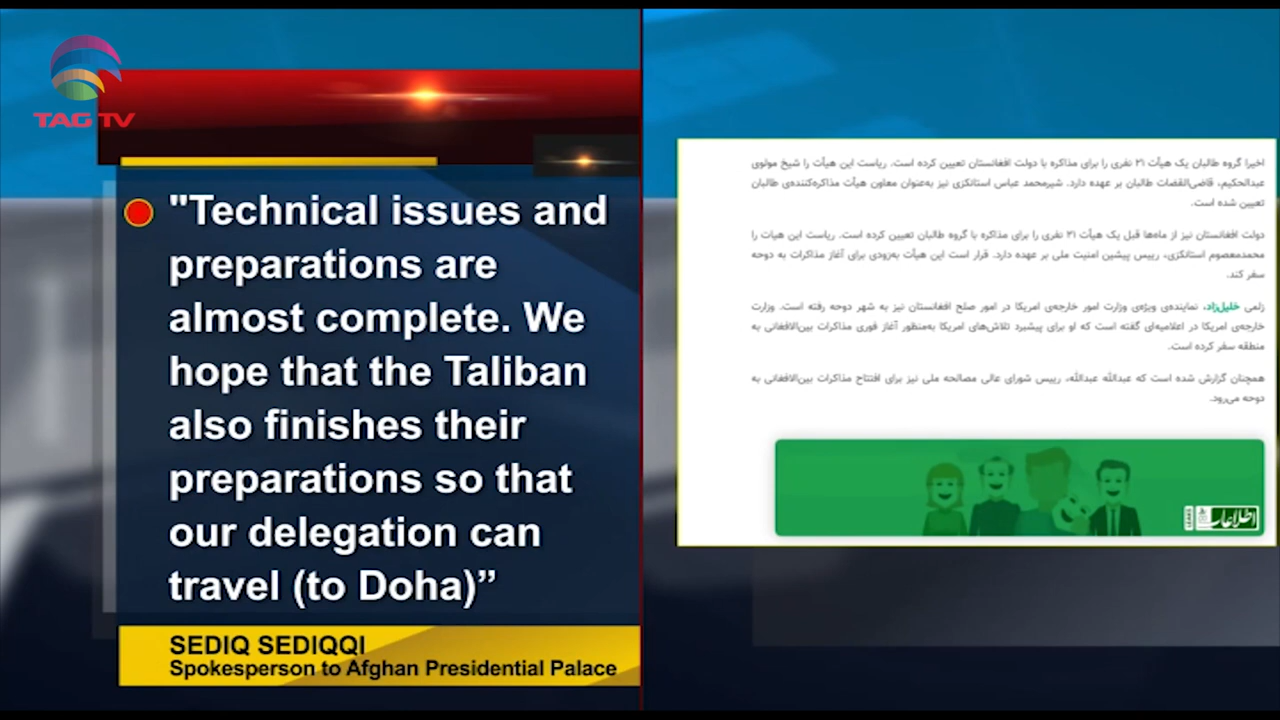 TAG TV
"Technical issues and
preparations are
almost complete. We
hope that the Taliban
also finishes their
preparations so that
our delegation can
travel (to Doha)”
SEDIQ SEDIQQI
Spokesperson to Afghan Presidential Palace
اخیرا گروه طالبان یک هیأت ۲۱ نفری را برای مذاکره با دولت افغانستان تعیین کرده است. ریاست این هیأت را شیخ مولوی
عبدالحکیم، قاضی‌القضات طالبان بر عهده دارد. شیرمحمد عباس استانکزی نیز به‌عنوان معاون هیأت مذاکره‌کننده‌ی طالبان
تعیین شده است.
دولت افغانستان نیز از ماه‌ها قبل یک هیأت ۲۱ نفری را برای مذاکره با گروه طالبان تعیین کرده است. ریاست این هیات را
محمدمعصوم استانکزی، رییس پیشین امنیت ملی بر عهده دارد. قرار است این هیأت به‌زودی برای آغاز مذاکرات به دوحه
سفر کند.
زلمی خلیل‌زاد، نماینده‌ی ویژه‌ی وزارت امور خارجه‌ی امریکا در امور صلح افغانستان نیز به شهر دوحه رفته است. وزارت
خارجه‌ی امریکا در اعلامیه‌ای گفته است که او برای پیشبرد تلاش‌های امریکا به‌منظور آغاز فوری مذاکرات بین‌الافغانی به
منطقه سفر کرده است.
همچنان گزارش شده است که عبدالله عبدالله، رییس شورای عالی مصالحه ملی نیز برای افتتاح مذاکرات بین‌الافغانی به
دوحه می‌رود.
اطلاعات